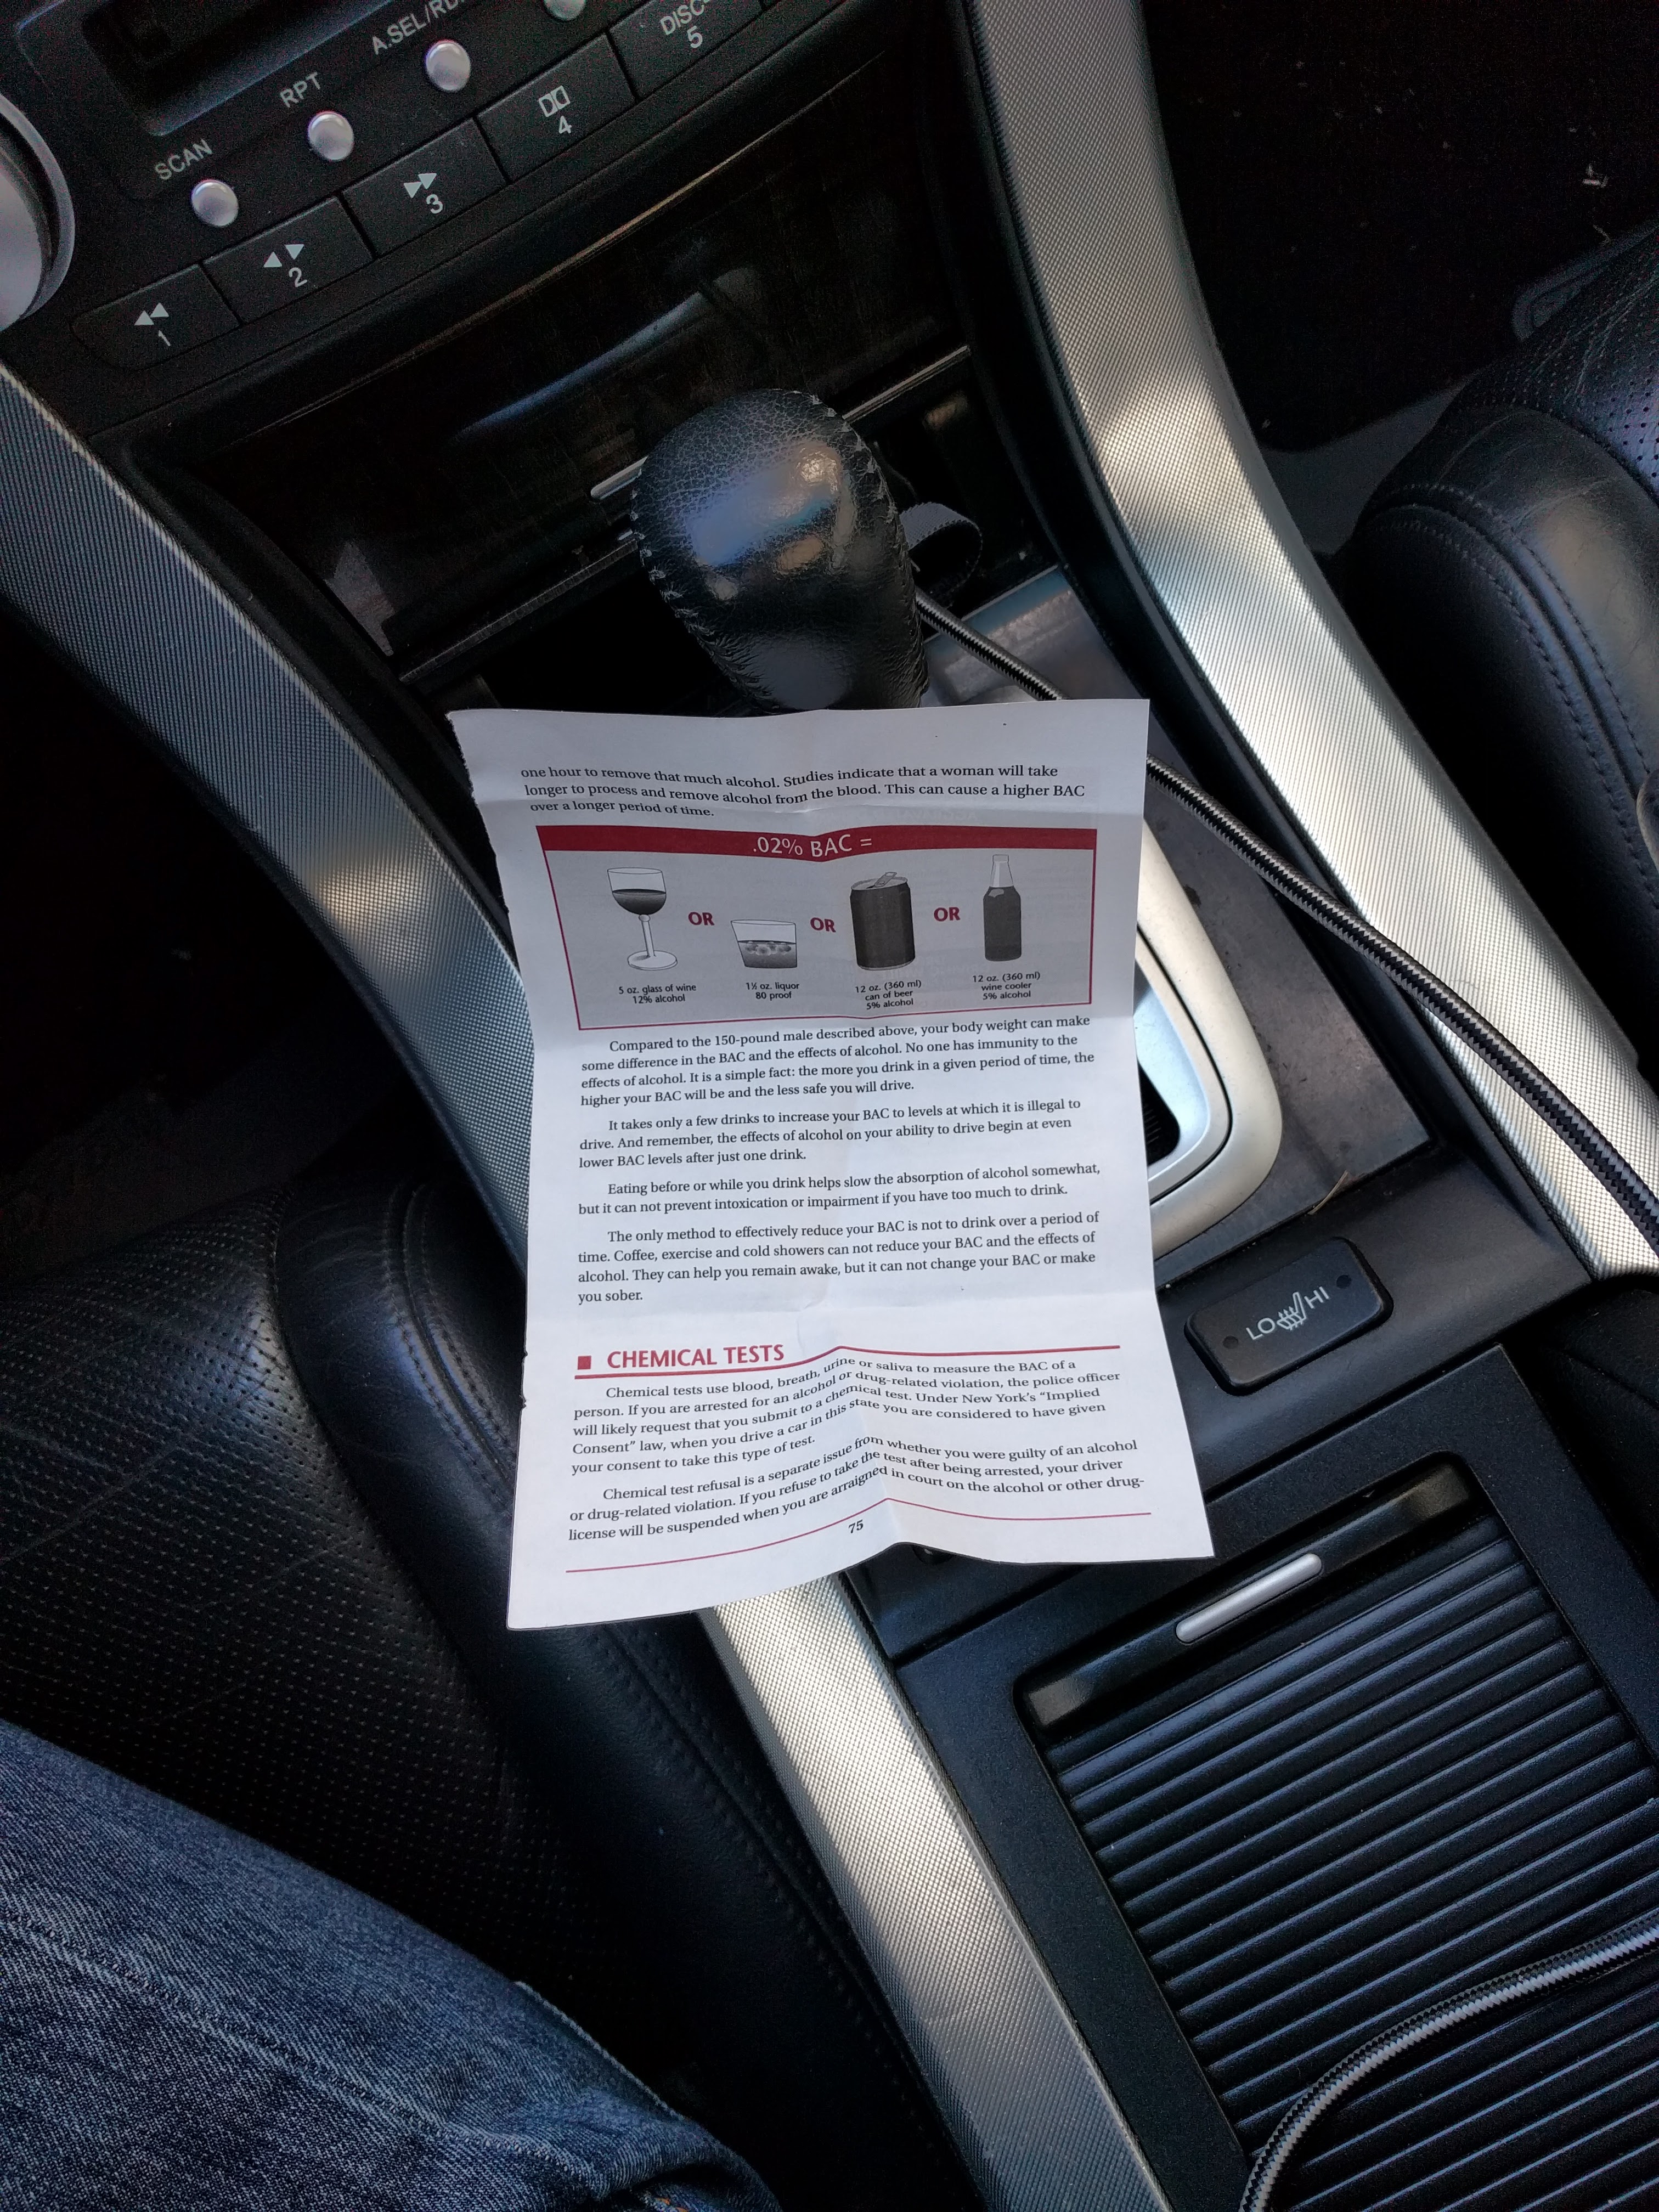 A.SEL/
RPT
SCAN
DISC
5
4
3
2
1
one hour to remove that much alcohol. Studies indicate that a woman will take
longer to process and remove alcohol from the blood. This can cause a higher BAC
over a longer period of time.
.02% BAC =
OR
OR
OR
5 oz. glass of wine
12% alcohol
1½ oz. liquor
80 proof
12 oz. (360 ml)
can of beer
5% alcohol
12 oz. (360 ml)
wine cooler
5% alcohol
Compared to the 150-pound male described above, your body weight can make
some difference in the BAC and the effects of alcohol. No one has immunity to the
effects of alcohol. It is a simple fact: the more you drink in a given period of time, the
higher your BAC will be and the less safe you will drive.
It takes only a few drinks to increase your BAC to levels at which it is illegal to
drive. And remember, the effects of alcohol on your ability to drive begin at even
lower BAC levels after just one drink.
Eating before or while you drink helps slow the absorption of alcohol somewhat,
but it can not prevent intoxication or impairment if you have too much to drink.
The only method to effectively reduce your BAC is not to drink over a period of
time. Coffee, exercise and cold showers can not reduce your BAC and the effects of
alcohol. They can help you remain awake, but it can not change your BAC or make
you sober.
CHEMICAL TESTS
Chemical tests use blood, breath, urine or saliva to measure the BAC of a
person. If you are arrested for an alcohol or drug-related violation, the police officer
will likely request that you submit to a chemical test. Under New York's “Implied
Consent” law, when you drive a car in this state you are considered to have given
your consent to take this type of test.
Chemical test refusal is a separate issue from whether you were guilty of an alcohol
or drug-related violation. If you refuse to take the test after being arrested, your driver
license will be suspended when you are arraigned in court on the alcohol or other drug-
75
LO HI